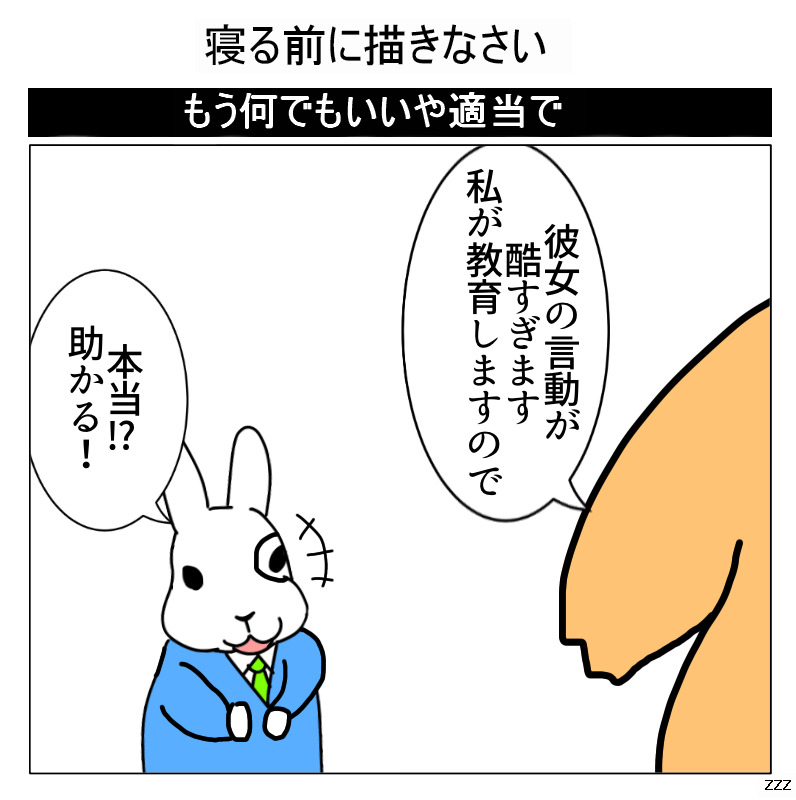 寝る前に描きなさい
もう何でもいいや適当で
彼女の言動が
酷すぎます
私が教育しますので
本当!?
助かる!
zzz